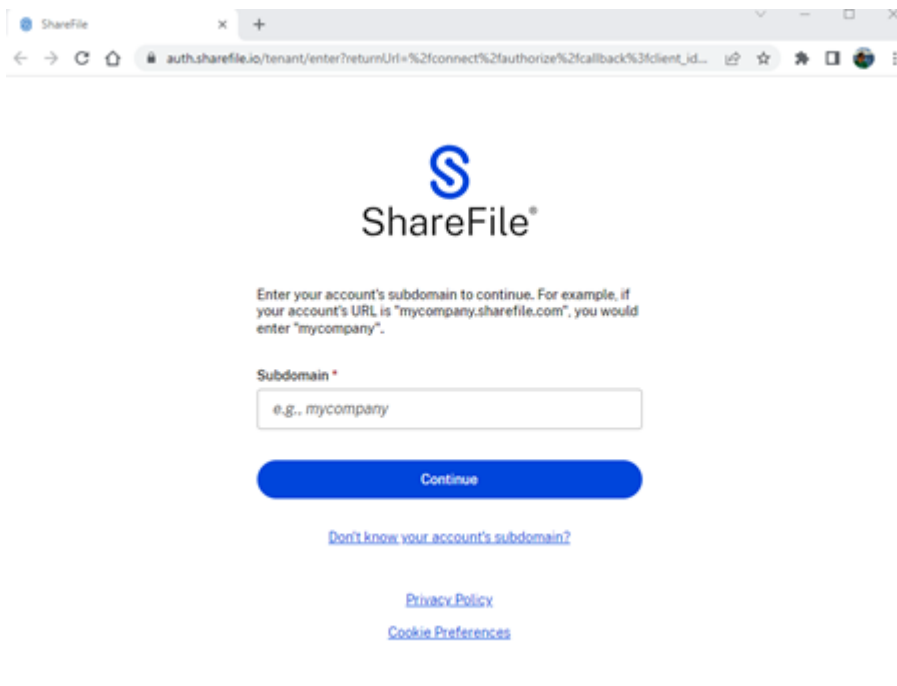 ShareFile
auth.sharefile.io/tenant/enter?returnUrl=%2fconnect%2fauthorize%2fcallback%3fclient_id...
ShareFile®
Enter your account's subdomain to continue. For example, if
your account's URL is "mycompany.sharefile.com", you would
enter "mycompany".
Subdomain *
e.g., mycompany
Continue
Don't know your account's subdomain?
Privacy Policy
Cookie Preferences